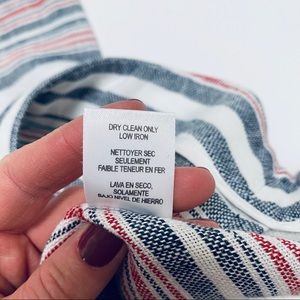 DRY CLEAN ONLY
LOW IRON
NETTOYER SEC
SEULEMENT
FAIBLE TENEUR EN FER
LAVA EN SECO,
SOLAMENTE
BAJO NIVEL DE HIERRO